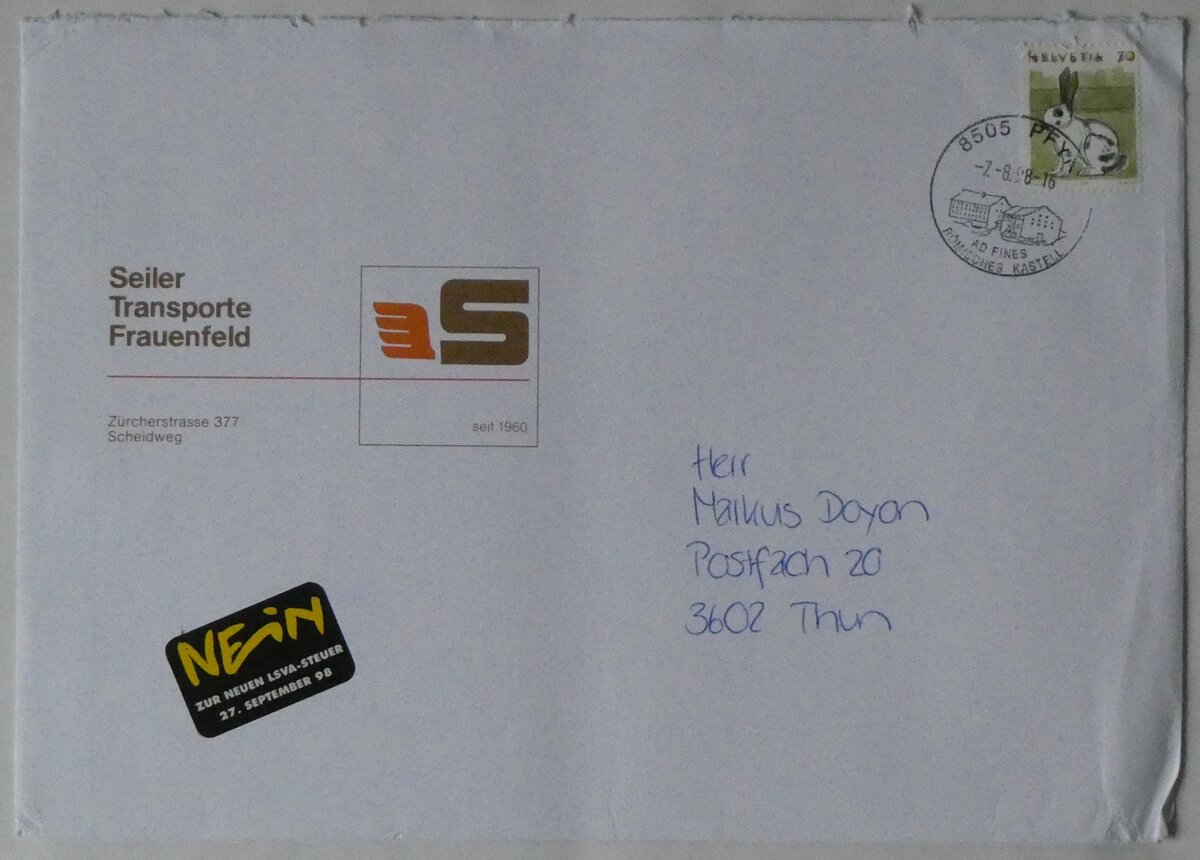 HELVETIA 70
8505 PFYN
-7.-8.98-16
AD FINES
RÖMISCHES KASTELL
Seiler
Transporte
Frauenfeld
S
Zürcherstrasse 377
Scheidweg
seit 1960
Herr
Markus Doyon
Postfach 20
3602 Thun
NEiN
ZUR NEUEN LSVA-STEUER
27. SEPTEMBER 98